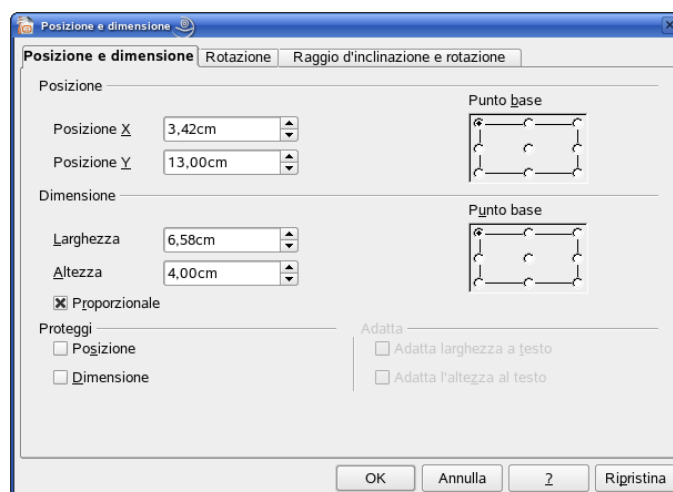 Posizione e dimensione
Posizione e dimensione Rotazione Raggio d'inclinazione e rotazione
Posizione
Punto base
Posizione X 3,42cm
Posizione Y 13,00cm
Dimensione
Punto base
Larghezza 6,58cm
Altezza 4,00cm
Proporzionale
Proteggi Adatta
Posizione Adatta larghezza a testo
Dimensione Adatta l'altezza al testo
OK Annulla ? Ripristina